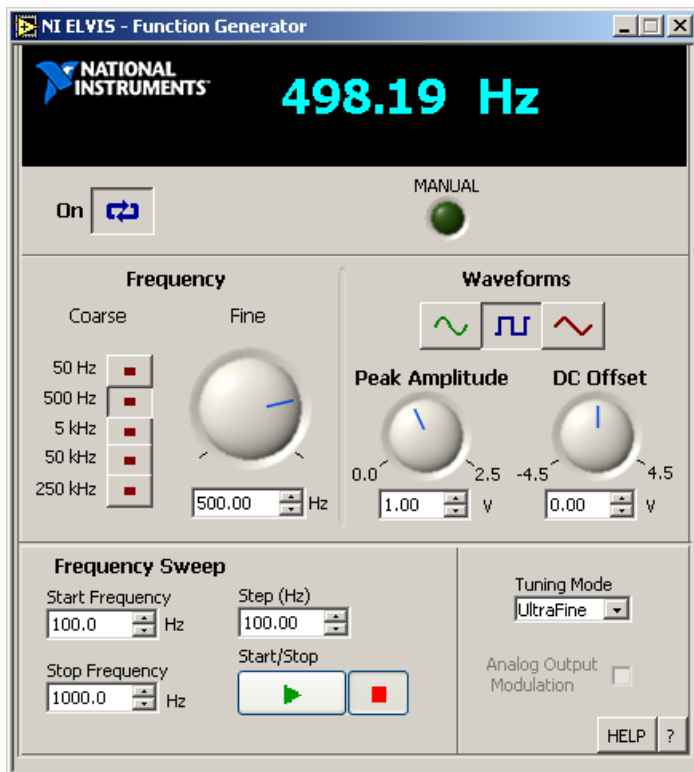 NI ELVIS - Function Generator
NATIONAL
INSTRUMENTS™
498.19 Hz
On
MANUAL
Frequency
Coarse
Fine
50 Hz
500 Hz
5 kHz
50 kHz
250 kHz
500.00 Hz
Waveforms
Peak Amplitude
DC Offset
0.0 2.5
-4.5 4.5
1.00 V
0.00 V
Frequency Sweep
Start Frequency
100.0 Hz
Step (Hz)
100.00
Stop Frequency
1000.0 Hz
Start/Stop
Tuning Mode
UltraFine
Analog Output
Modulation
HELP ?